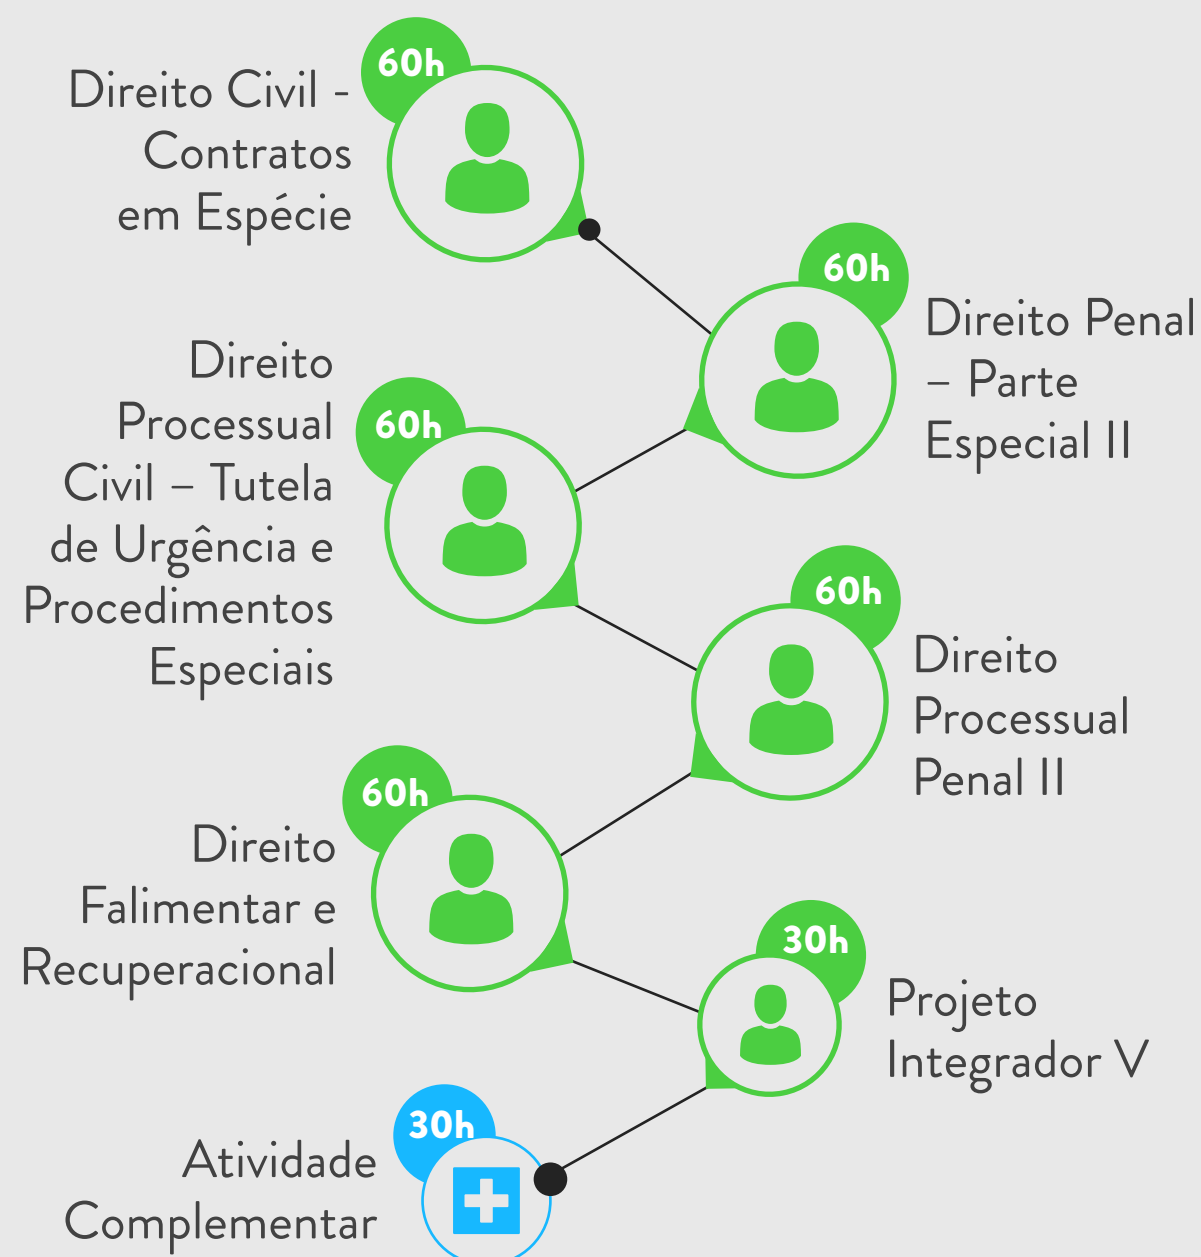 60h
Direito Civil -
Contratos
em Espécie
60h
Direito Penal
– Parte
Especial II
60h
Direito
Processual
Civil – Tutela
de Urgência e
Procedimentos
Especiais
60h
Direito
Processual
Penal II
60h
Direito
Falimentar e
Recuperacional
30h
Projeto
Integrador V
30h
Atividade
Complementar